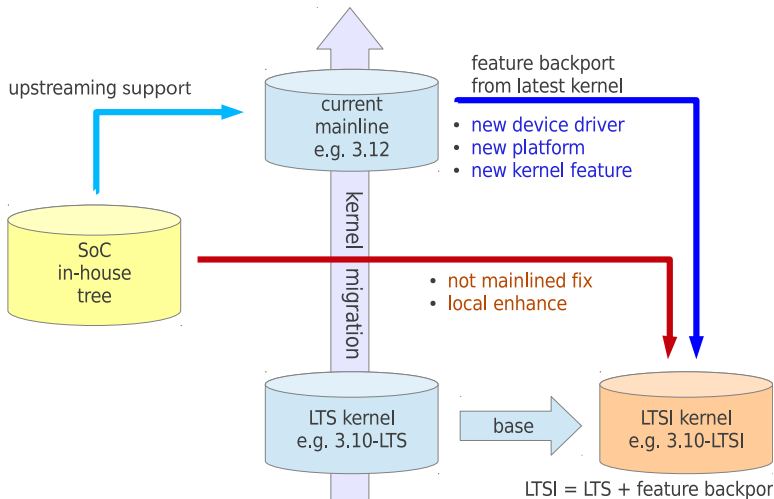 upstreaming support
current
mainline
e.g. 3.12
feature backport
from latest kernel
• new device driver
• new platform
• new kernel feature
SoC
in-house
tree
kernel migration
• not mainlined fix
• local enhance
LTS kernel
e.g. 3.10-LTS
base
LTSI kernel
e.g. 3.10-LTSI
LTSI = LTS + feature backpor